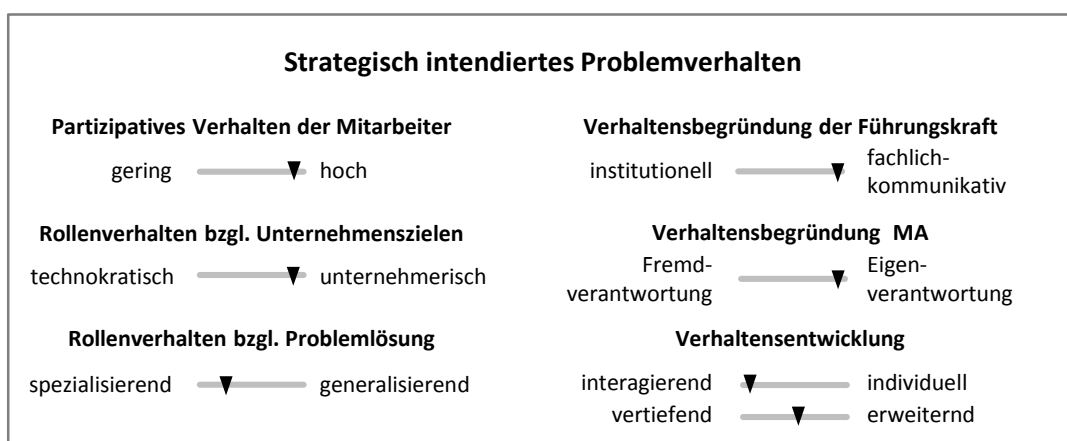 Strategisch intendiertes Problemverhalten
Partizipatives Verhalten der Mitarbeiter
gering hoch
Rollenverhalten bzgl. Unternehmenszielen
technokratisch unternehmerisch
Rollenverhalten bzgl. Problemlösung
spezialisierend generalisierend
Verhaltensbegründung der Führungskraft
institutionell fachlich-
kommunikativ
Verhaltensbegründung MA
Fremd-
verantwortung
Eigen-
verantwortung
Verhaltensentwicklung
interagierend individuell
vertiefend erweiternd